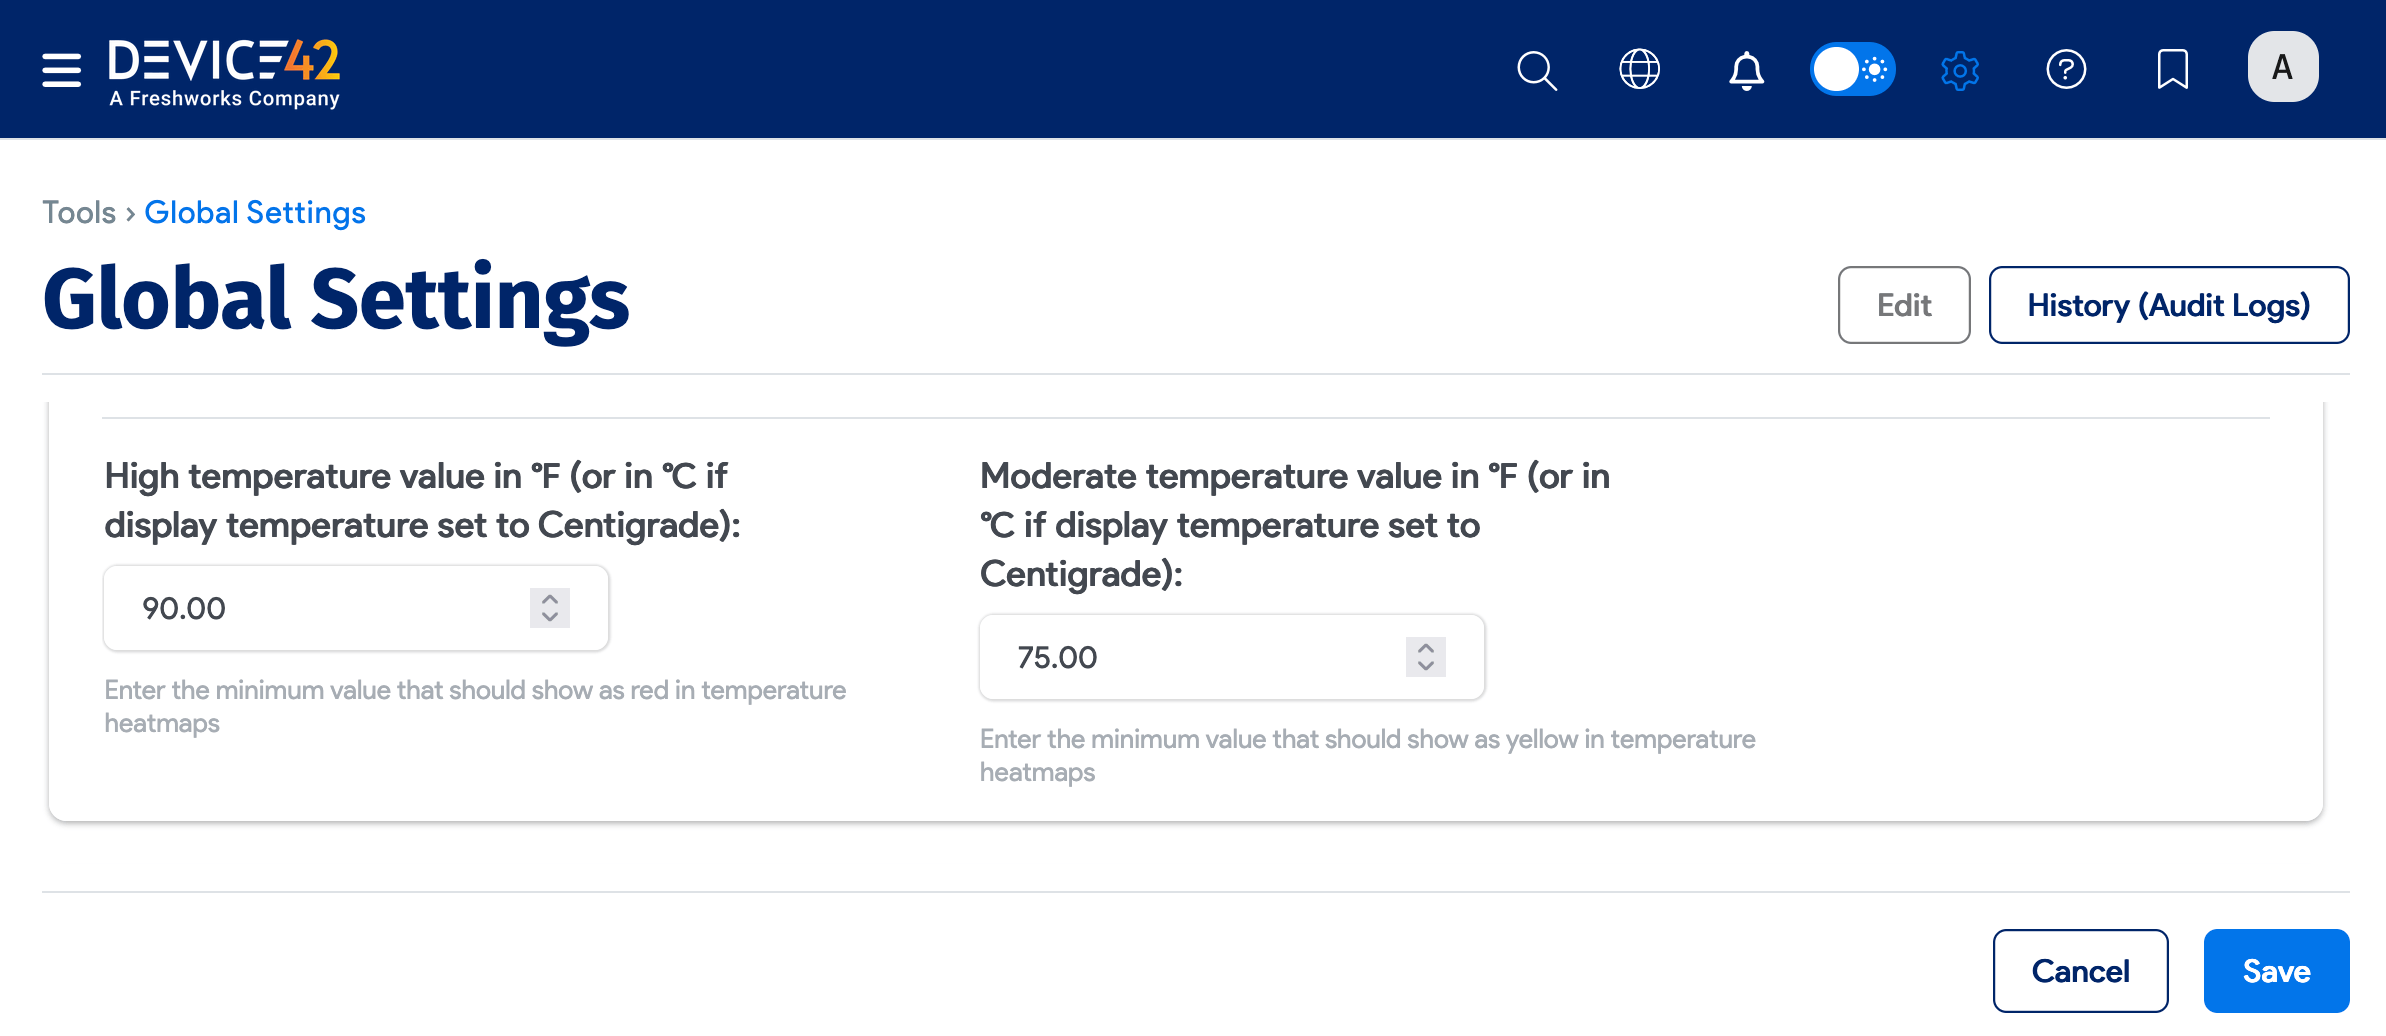 DEVICE42
A Freshworks Company
A
Tools › Global Settings
Global Settings
Edit
History (Audit Logs)
High temperature value in °F (or in °C if
display temperature set to Centigrade):
90.00
Enter the minimum value that should show as red in temperature
heatmaps
Moderate temperature value in °F (or in
°C if display temperature set to
Centigrade):
75.00
Enter the minimum value that should show as yellow in temperature
heatmaps
Cancel
Save